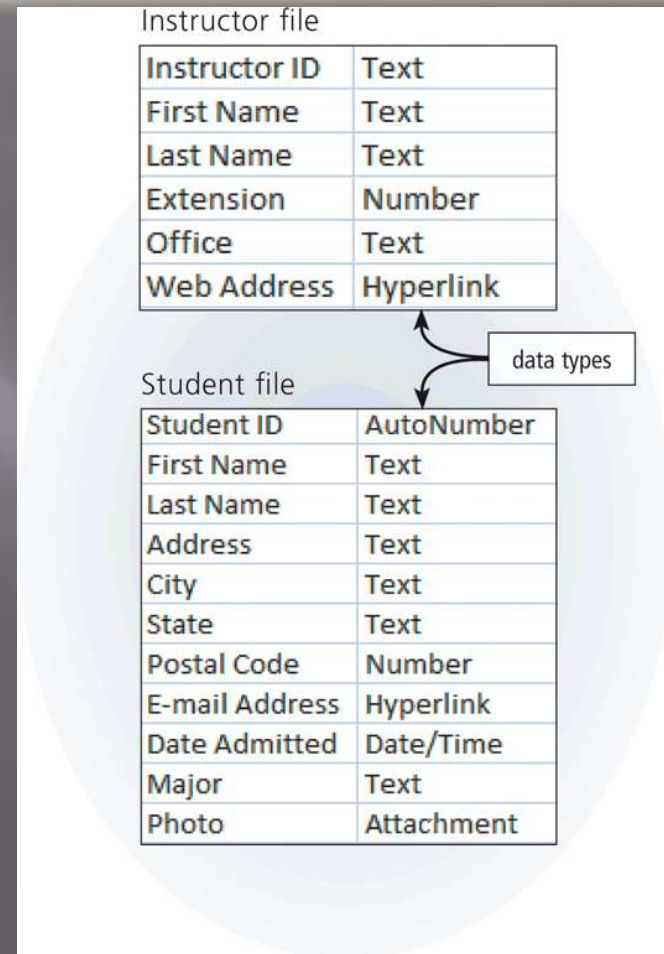 Instructor file
Instructor ID Text
First Name Text
Last Name Text
Extension Number
Office Text
Web Address Hyperlink
data types
Student file
Student ID AutoNumber
First Name Text
Last Name Text
Address Text
City Text
State Text
Postal Code Number
E-mail Address Hyperlink
Date Admitted Date/Time
Major Text
Photo Attachment